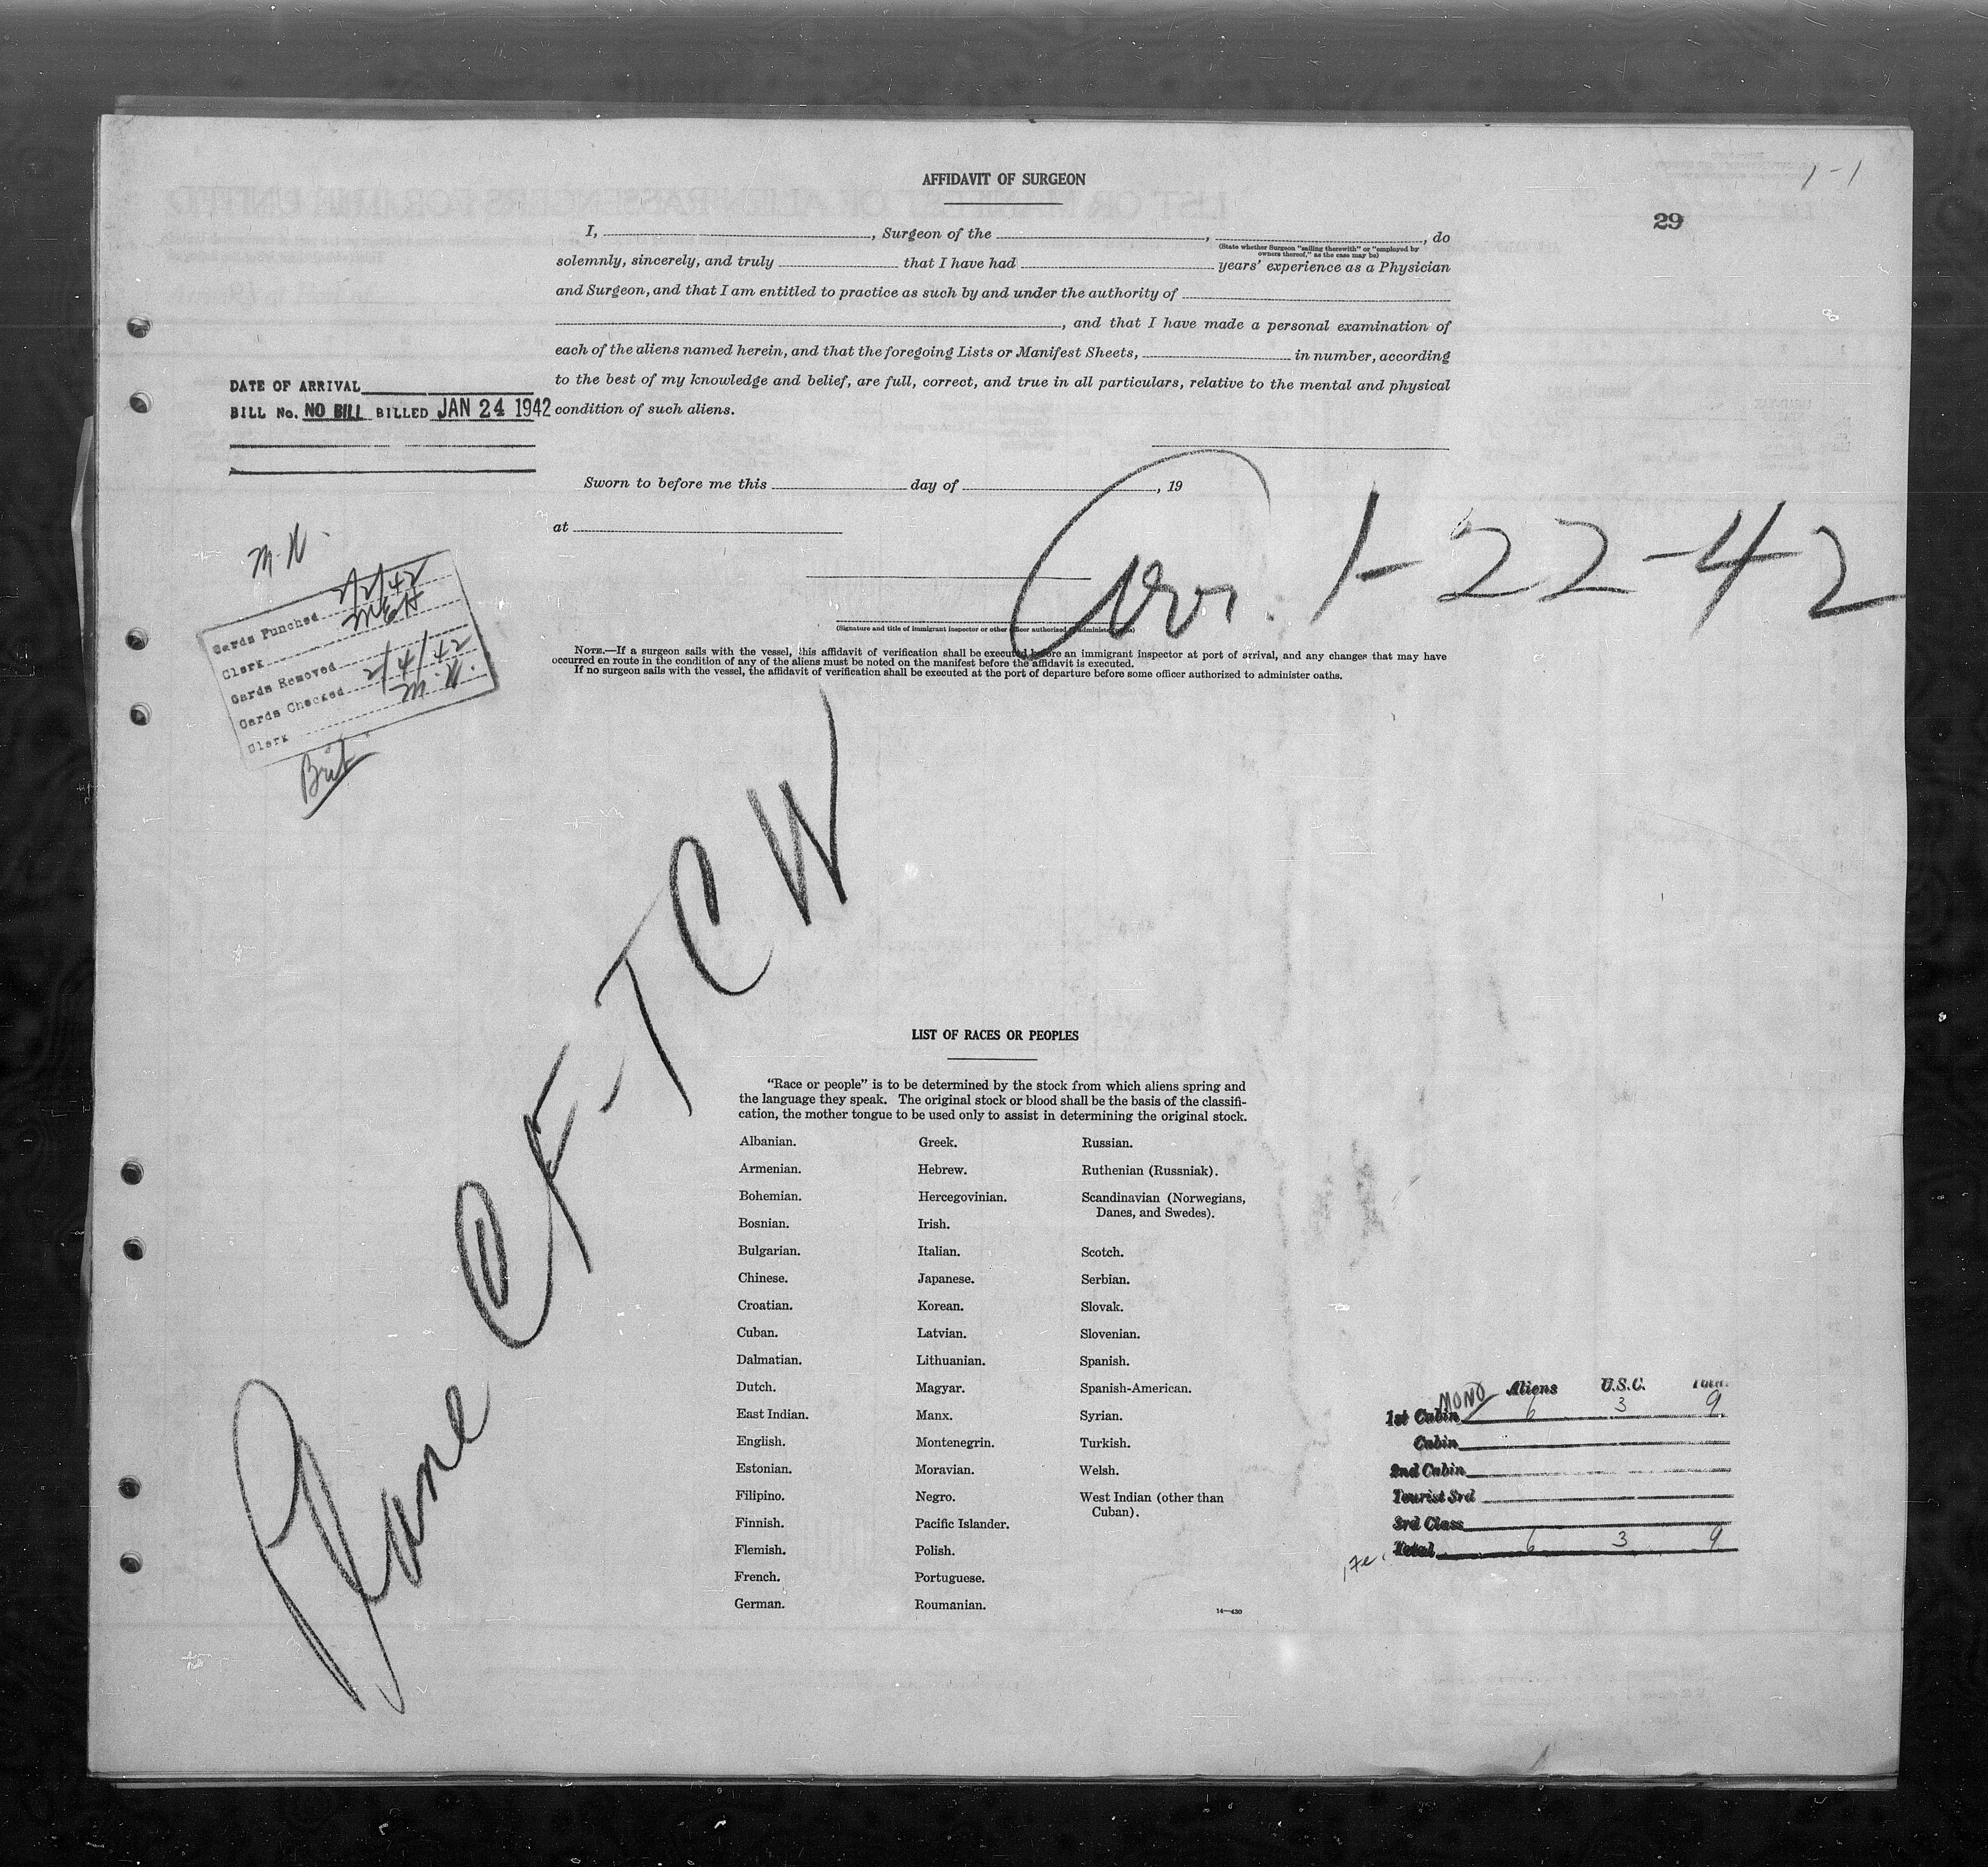 1-1
29
AFFIDAVIT OF SURGEON
I, , Surgeon of the , , do
(State whether Surgeon "sailing therewith" or "employed by
owners thereof," as the case may be)
solemnly, sincerely, and truly that I have had years' experience as a Physician
and Surgeon, and that I am entitled to practice as such by and under the authority of
, and that I have made a personal examination of
each of the aliens named herein, and that the foregoing Lists or Manifest Sheets, in number, according
to the best of my knowledge and belief, are full, correct, and true in all particulars, relative to the mental and physical
condition of such aliens.
DATE OF ARRIVAL
BILL No. NO BILL BILLED JAN 24 1942
Sworn to before me this day of , 19
at
Arr. 1-22-42
(Signature and title of immigrant inspector or other officer authorized to administer oaths)
NOTE.—If a surgeon sails with the vessel, this affidavit of verification shall be executed before an immigrant inspector at port of arrival, and any changes that may have
occurred en route in the condition of any of the aliens must be noted on the manifest before the affidavit is executed.
If no surgeon sails with the vessel, the affidavit of verification shall be executed at the port of departure before some officer authorized to administer oaths.
M.W.
Cards Punched 2/2/42
Clerk MEH
Cards Removed
Cards Checked 2/4/42
Clerk M.W.
Brit
Plane CF-TCW
LIST OF RACES OR PEOPLES
"Race or people" is to be determined by the stock from which aliens spring and
the language they speak. The original stock or blood shall be the basis of the classifi-
cation, the mother tongue to be used only to assist in determining the original stock.
Albanian.
Armenian.
Bohemian.
Bosnian.
Bulgarian.
Chinese.
Croatian.
Cuban.
Dalmatian.
Dutch.
East Indian.
English.
Estonian.
Filipino.
Finnish.
Flemish.
French.
German.
Greek.
Hebrew.
Hercegovinian.
Irish.
Italian.
Japanese.
Korean.
Latvian.
Lithuanian.
Magyar.
Manx.
Montenegrin.
Moravian.
Negro.
Pacific Islander.
Polish.
Portuguese.
Roumanian.
Russian.
Ruthenian (Russniak).
Scandinavian (Norwegians,
Danes, and Swedes).
Scotch.
Serbian.
Slovak.
Slovenian.
Spanish.
Spanish-American.
Syrian.
Turkish.
Welsh.
West Indian (other than
Cuban).
14—430
Aliens U.S.C. Total
1st Cabin MONO 6 3 9
Cabin
2nd Cabin
Tourist 3rd
3rd Class
Total 6 3 9